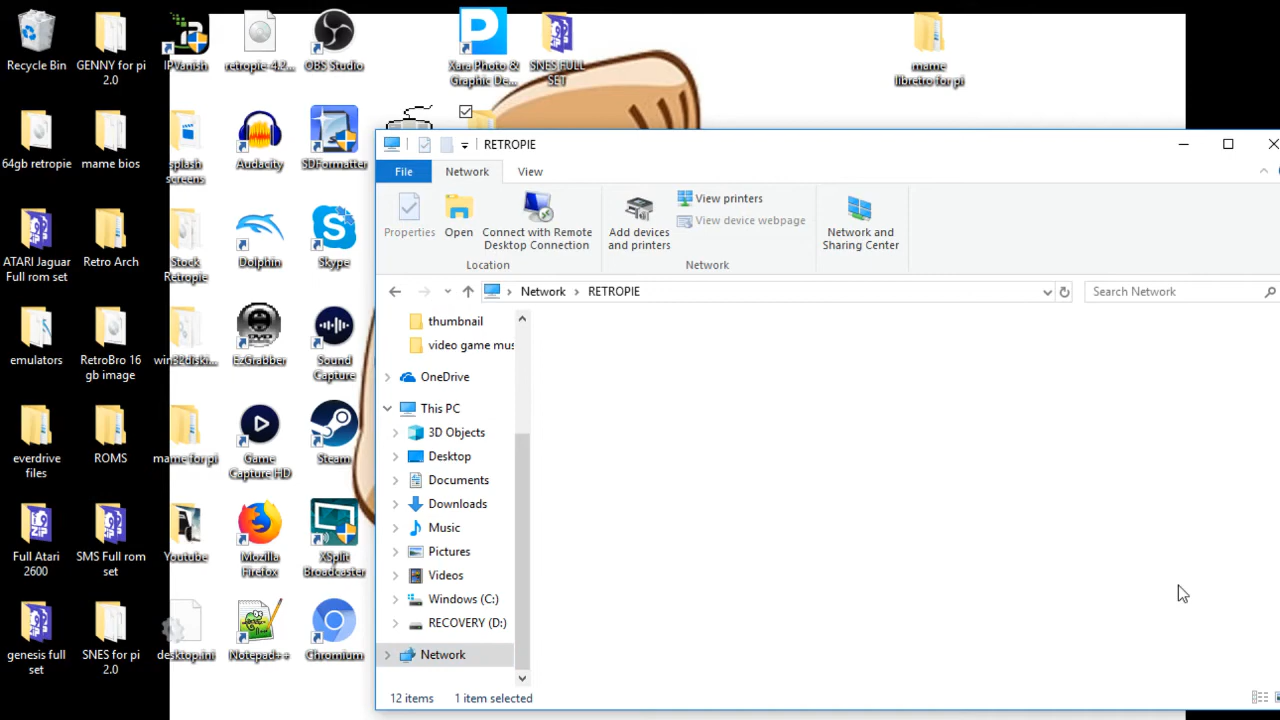 Recycle Bin
GENNY for pi
2.0
IPVanish
retropie-4.2...
OBS Studio
Xara Photo &
Graphic De...
SNES FULL
SET
mame
libretro for pi
64gb retropie
mame bios
splash
screens
Audacity
SDFormatter
ATARI Jaguar
Full rom set
Retro Arch
Stock
Retropie
Dolphin
Skype
emulators
RetroBro 16
gb image
win32diski...
EzGrabber
Sound
Capture
everdrive
files
ROMS
mame for pi
Game
Capture HD
Steam
Full Atari
2600
SMS Full rom
set
Youtube
Mozilla
Firefox
XSplit
Broadcaster
genesis full
set
SNES for pi
2.0
desktop.ini
Notepad++
Chromium
RETROPIE
File
Network
View
Properties
Open
Connect with Remote
Desktop Connection
Add devices
and printers
View printers
View device webpage
Network and
Sharing Center
Location
Network
Network > RETROPIE
Search Network
thumbnail
video game mus
OneDrive
This PC
3D Objects
Desktop
Documents
Downloads
Music
Pictures
Videos
Windows (C:)
RECOVERY (D:)
Network
12 items
1 item selected